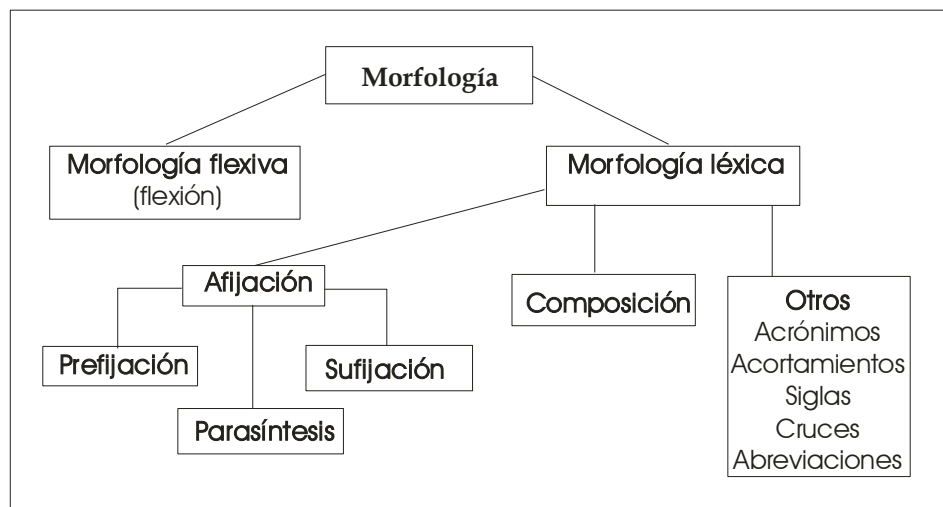 Morfología
Morfología flexiva
(flexión)
Morfología léxica
Afijación
Composición
Otros
Acrónimos
Acortamientos
Siglas
Cruces
Abreviaciones
Prefijación
Sufijación
Parasíntesis